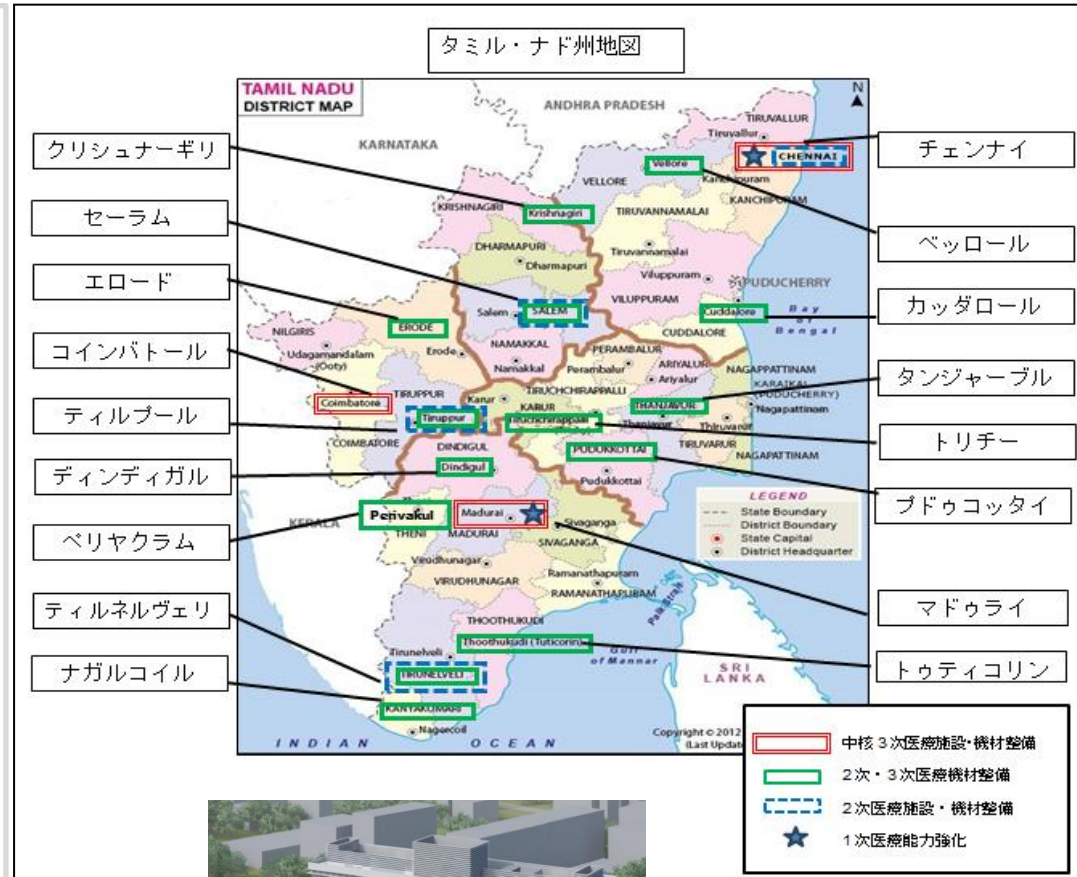 タミル・ナド州地図
TAMIL NADU
DISTRICT MAP
N
ANDHRA PRADESH
KARNATAKA
KERALA
TIRUVALLUR
Tiruvallur
CHENNAI
Vellore
VELLORE
Kanchipuram
KANCHIPURAM
KRISHNAGIRI
Krishnagiri
TIRUVANNAMALAI
Tiruvannamalai
DHARMAPURI
Dharmapuri
Viluppuram
VILUPPURAM
PUDUCHERRY
Salem
SALEM
Cuddalore
CUDDALORE
Bay
of
Bengal
NILGIRIS
ERODE
Udagamandalam
(Ooty)
Erode
NAMAKKAL
Namakkal
PERAMBALUR
Perambalur
ARIYALUR
Ariyalur
NAGAPPATTINAM
KARAIKAL
(PUDUCHERRY)
TIRUPPUR
Coimbatore
Karur
TIRUCHCHIRAPPALLI
KARUR
THANJAVUR
Nagapattinam
Tiruppur
Tiruchchirappalli
Thanjavur
Thiruvarur
COIMBATORE
DINDIGUL
PUDUKKOTTAI
TIRUVARUR
NAGAPATTINAM
Dindigul
Pudukkottai
Perivakul
THENI
Madurai
MADURAI
Sivaganga
SIVAGANGA
Virudhunagar
VIRUDHUNAGAR
Ramanathapuram
RAMANATHAPURAM
Palk Strait
THOOTHUKUDI
Thoothukudi (Tuticorin)
Tirunelveli
TIRUNELVELI
Gulf
of Mannar
SRI
LANKA
KANYAKUMARI
Nagercoil
INDIAN OCEAN
LEGEND
State Boundary
District Boundary
State Capital
District Headquarter
Copyright © 2012
(Last Update
クリシュナーギリ
セーラム
エロード
コインバトール
ティルプール
ディンディガル
ペリヤクラム
ティルネルヴェリ
ナガルコイル
チェンナイ
ベッロール
カッダロール
タンジャーブル
トリチー
プドゥコッタイ
マドゥライ
トゥティコリン
中核３次医療施設・機材整備
２次・３次医療機材整備
２次医療施設・機材整備
１次医療能力強化